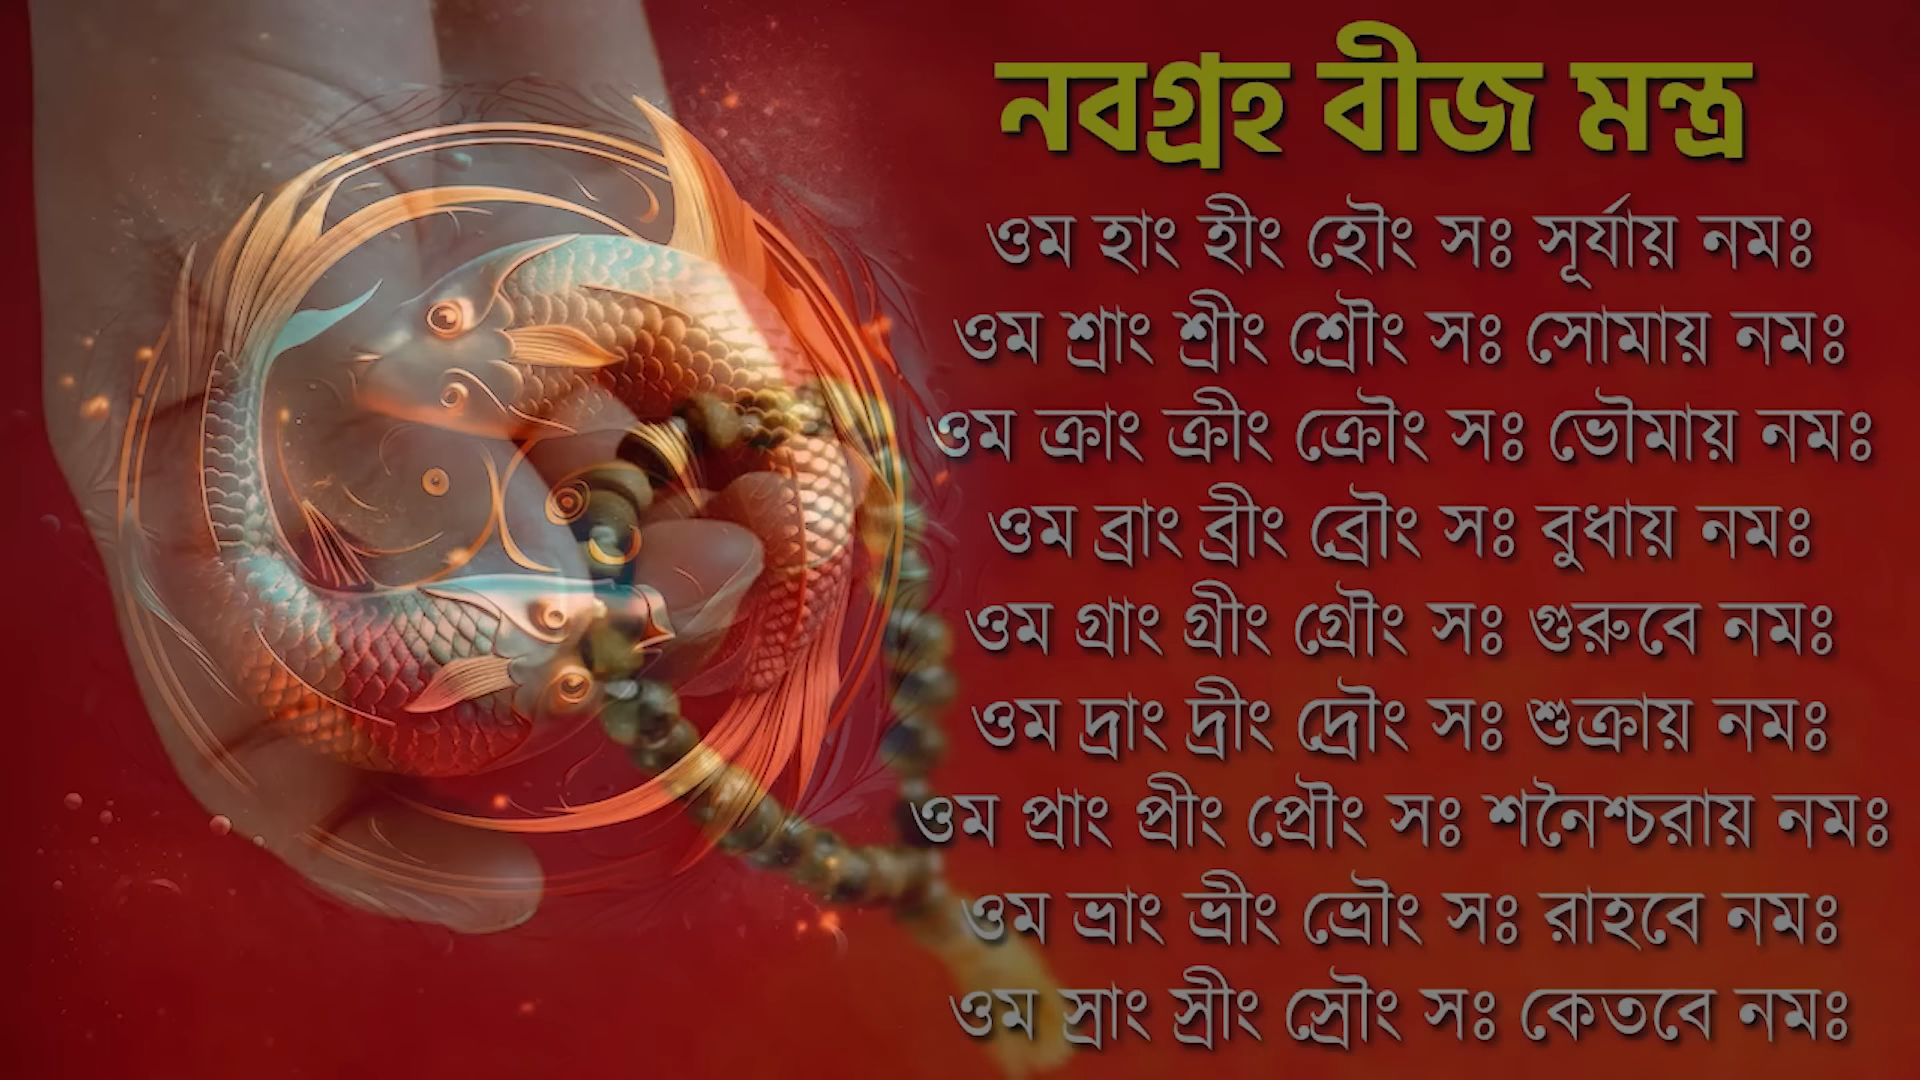 নবগ্রহ বীজ মন্ত্র
ওম হাং হীং হৌং সঃ সূর্যায় নমঃ
ওম শ্রাং শ্রীং শ্রৌং সঃ সোমায় নমঃ
ওম ক্রাং ক্রীং ক্রৌং সঃ ভৌমায় নমঃ
ওম ব্রাং ব্রীং ব্রৌং সঃ বুধায় নমঃ
ওম গ্রাং গ্রীং গ্রৌং সঃ গুরুবে নমঃ
ওম দ্রাং দ্রীং দ্রৌং সঃ শুক্রায় নমঃ
ওম প্রাং প্রীং প্রৌং সঃ শনৈশ্চরায় নমঃ
ওম ভ্রাং ভ্রীং ভ্রৌং সঃ রাহবে নমঃ
ওম স্রাং স্রীং স্রৌং সঃ কেতবে নমঃ